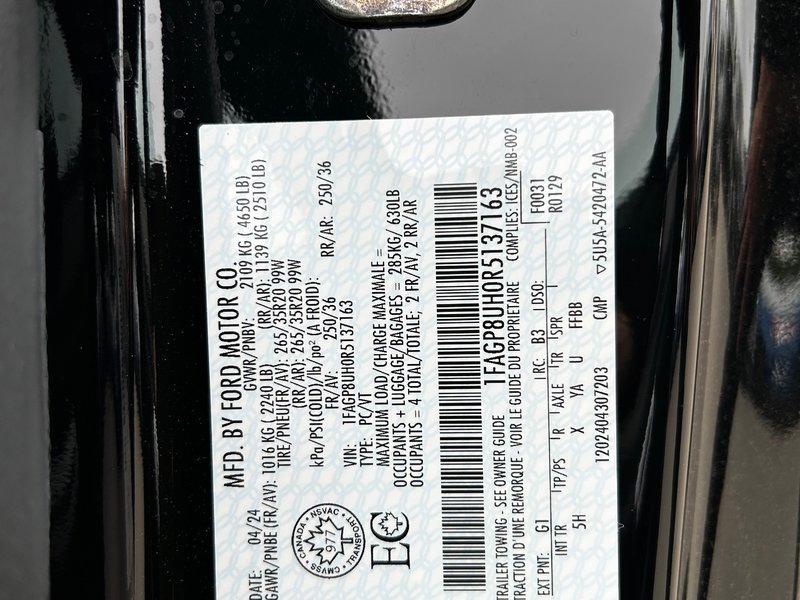 MFD. BY FORD MOTOR CO.
DATE: 04/24 GVWR/PNBV: 2109 KG ( 4650 LB)
GAWR/PNBE (FR/AV): 1016 KG ( 2240 LB) (RR/AR): 1139 KG ( 2510 LB)
TIRE/PNEU(FR/AV): 265/35R20 99W
(RR/AR): 265/35R20 99W
kPa/PSI(COLD)/lb/po² (A FROID):
FR/AV: 250/36 RR/AR: 250/36
VIN: 1FAGP8UH0R5137163
TYPE: PC/VT
MAXIMUM LOAD/CHARGE MAXIMALE =
OCCUPANTS + LUGGAGE/BAGAGES = 285KG/ 630LB
OCCUPANTS = 4 TOTAL/TOTALE; 2 FR/AV, 2 RR/AR
CANADA • NSVAC • TRANSPORT • CMVSS •
977
EC
1FAGP8UH0R5137163
TRAILER TOWING - SEE OWNER GUIDE COMPLIES: ICES/NMB-002
TRACTION D'UNE REMORQUE - VOIR LE GUIDE DU PROPRIETAIRE
EXT PNT: G1 RC: B3 DSO: F0031
R0129
INT TR TP/PS R AXLE TR SPR
5H X YA U FFBB
1202404307203 CMP ▽5U5A-5420472-AA